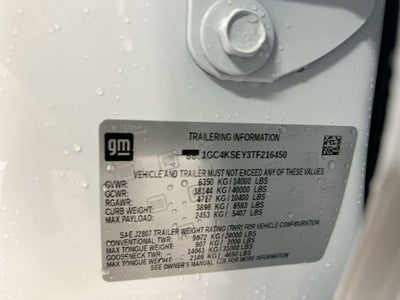 gm
TRAILERING INFORMATION
1GC4KSEY3TF216450
VEHICLE AND TRAILER MUST NOT EXCEED ANY OF THESE RATINGS
GVWR: 6350 KG/14000 LBS
GCWR: 18144 KG/40000 LBS
RGAWR: 4717 KG/10400 LBS
CURB WEIGHT: 3898 KG/8593 LBS
MAX PAYLOAD: 2453 KG/5407 LBS
SAE J2807 TRAILER WEIGHT RATING (TWR) FOR VEHICLE CONFIGURATION
CONVENTIONAL TWR: 9072 KG/20000 LBS
MAX TONGUE WEIGHT: 907 KG/2000 LBS
GOOSENECK TWR: 14061 KG/31000 LBS
MAX TONGUE WEIGHT: 2109 KG/4650 LBS
SEE OWNER'S MANUAL FOR MORE INFORMATION